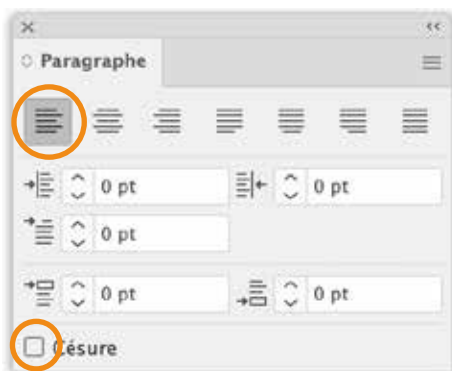 Paragraphe
0 pt 0 pt
0 pt
0 pt 0 pt
Césure